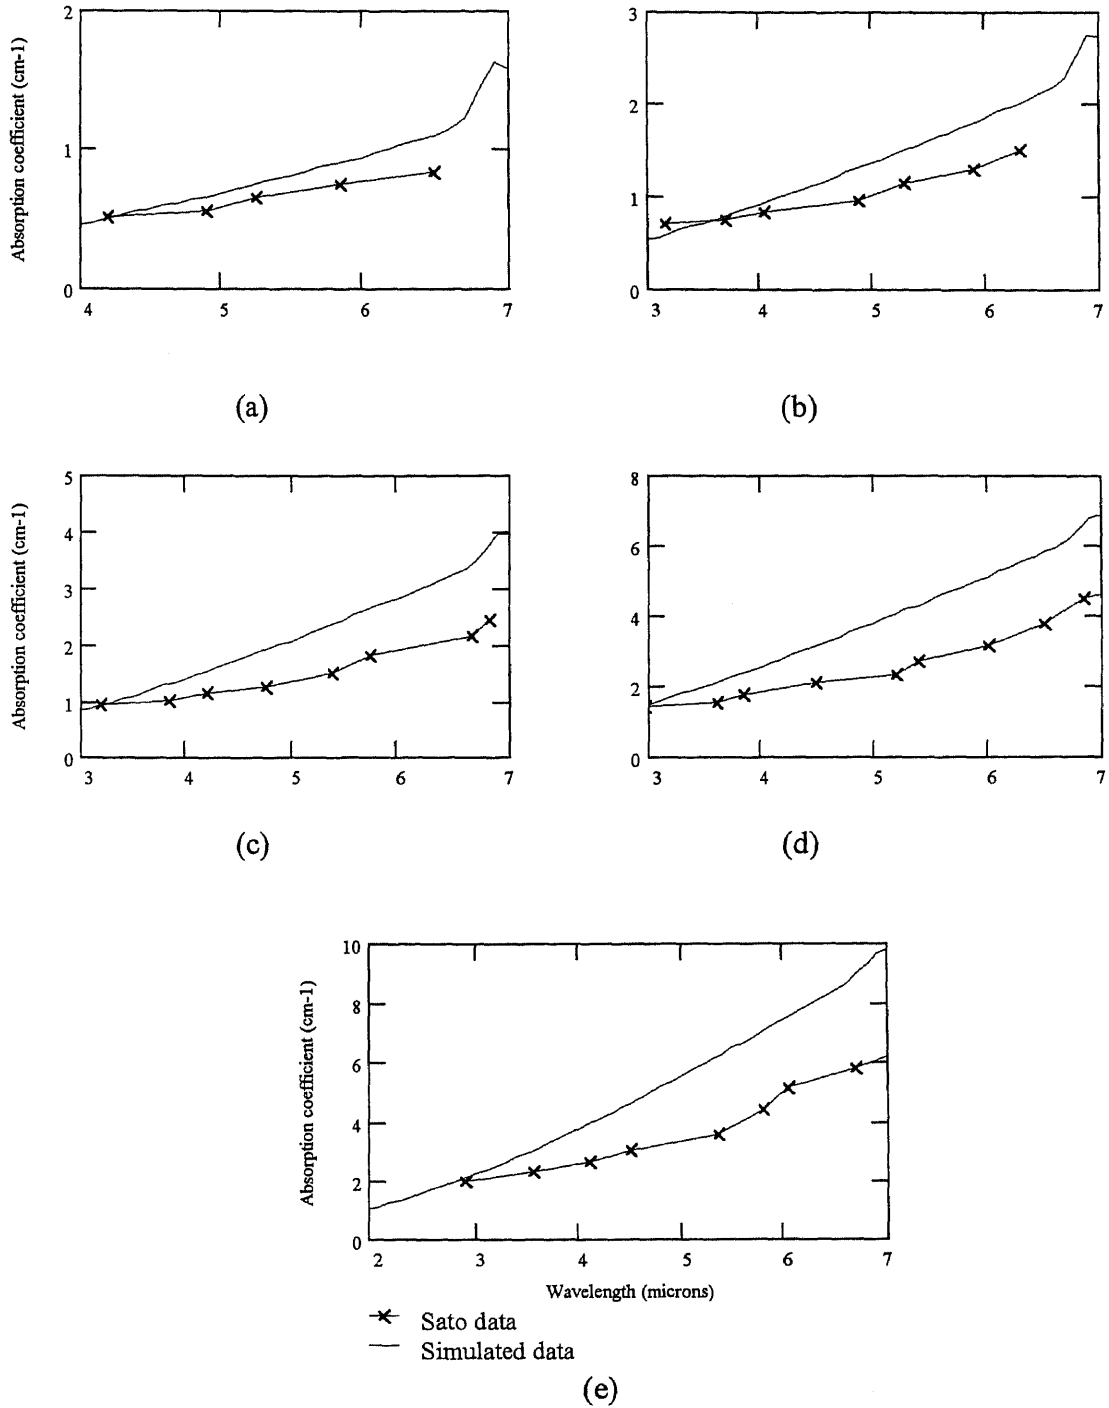 2
1
0
4 5 6 7
Absorption coefficient (cm-1)
3
2
1
0
3 4 5 6 7
(a) (b)
5
4
3
2
1
0
3 4 5 6 7
Absorption coefficient (cm-1)
8
6
4
2
0
3 4 5 6 7
(c) (d)
10
8
6
4
2
0
2 3 4 5 6 7
Absorption coefficient (cm-1)
Wavelength (microns)
Sato data
Simulated data
(e)